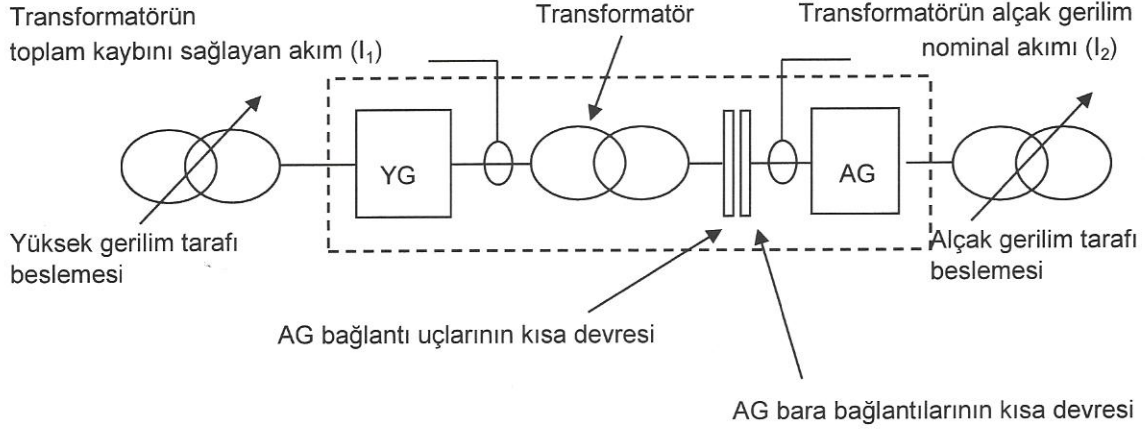 Transformatörün
toplam kaybını sağlayan akım (I₁)
Transformatör
Transformatörün alçak gerilim
nominal akımı (I₂)
YG
AG
Yüksek gerilim tarafı
beslemesi
Alçak gerilim tarafı
beslemesi
AG bağlantı uçlarının kısa devresi
AG bara bağlantılarının kısa devresi